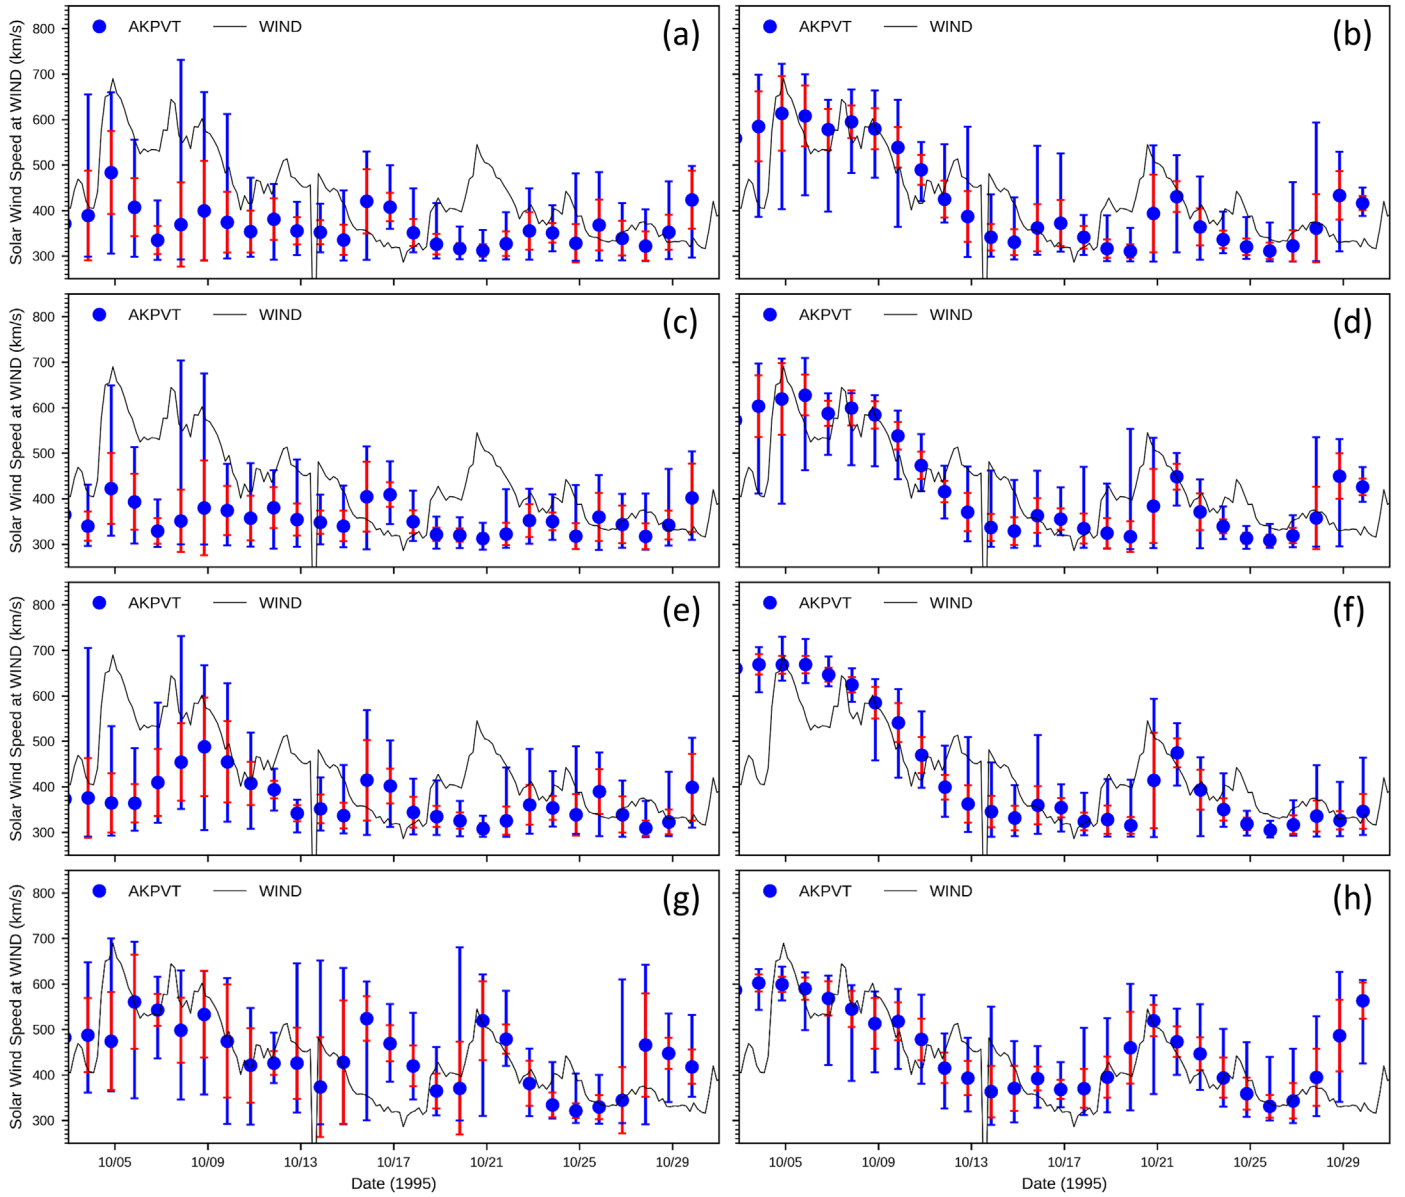 Solar Wind Speed at WIND (km/s)
800
700
600
500
400
300
AKPVT
WIND
(a)
AKPVT
WIND
(b)
Solar Wind Speed at WIND (km/s)
800
700
600
500
400
300
AKPVT
WIND
(c)
AKPVT
WIND
(d)
Solar Wind Speed at WIND (km/s)
800
700
600
500
400
300
AKPVT
WIND
(e)
AKPVT
WIND
(f)
Solar Wind Speed at WIND (km/s)
800
700
600
500
400
300
AKPVT
WIND
(g)
AKPVT
WIND
(h)
10/05 10/09 10/13 10/17 10/21 10/25 10/29
Date (1995)
10/05 10/09 10/13 10/17 10/21 10/25 10/29
Date (1995)